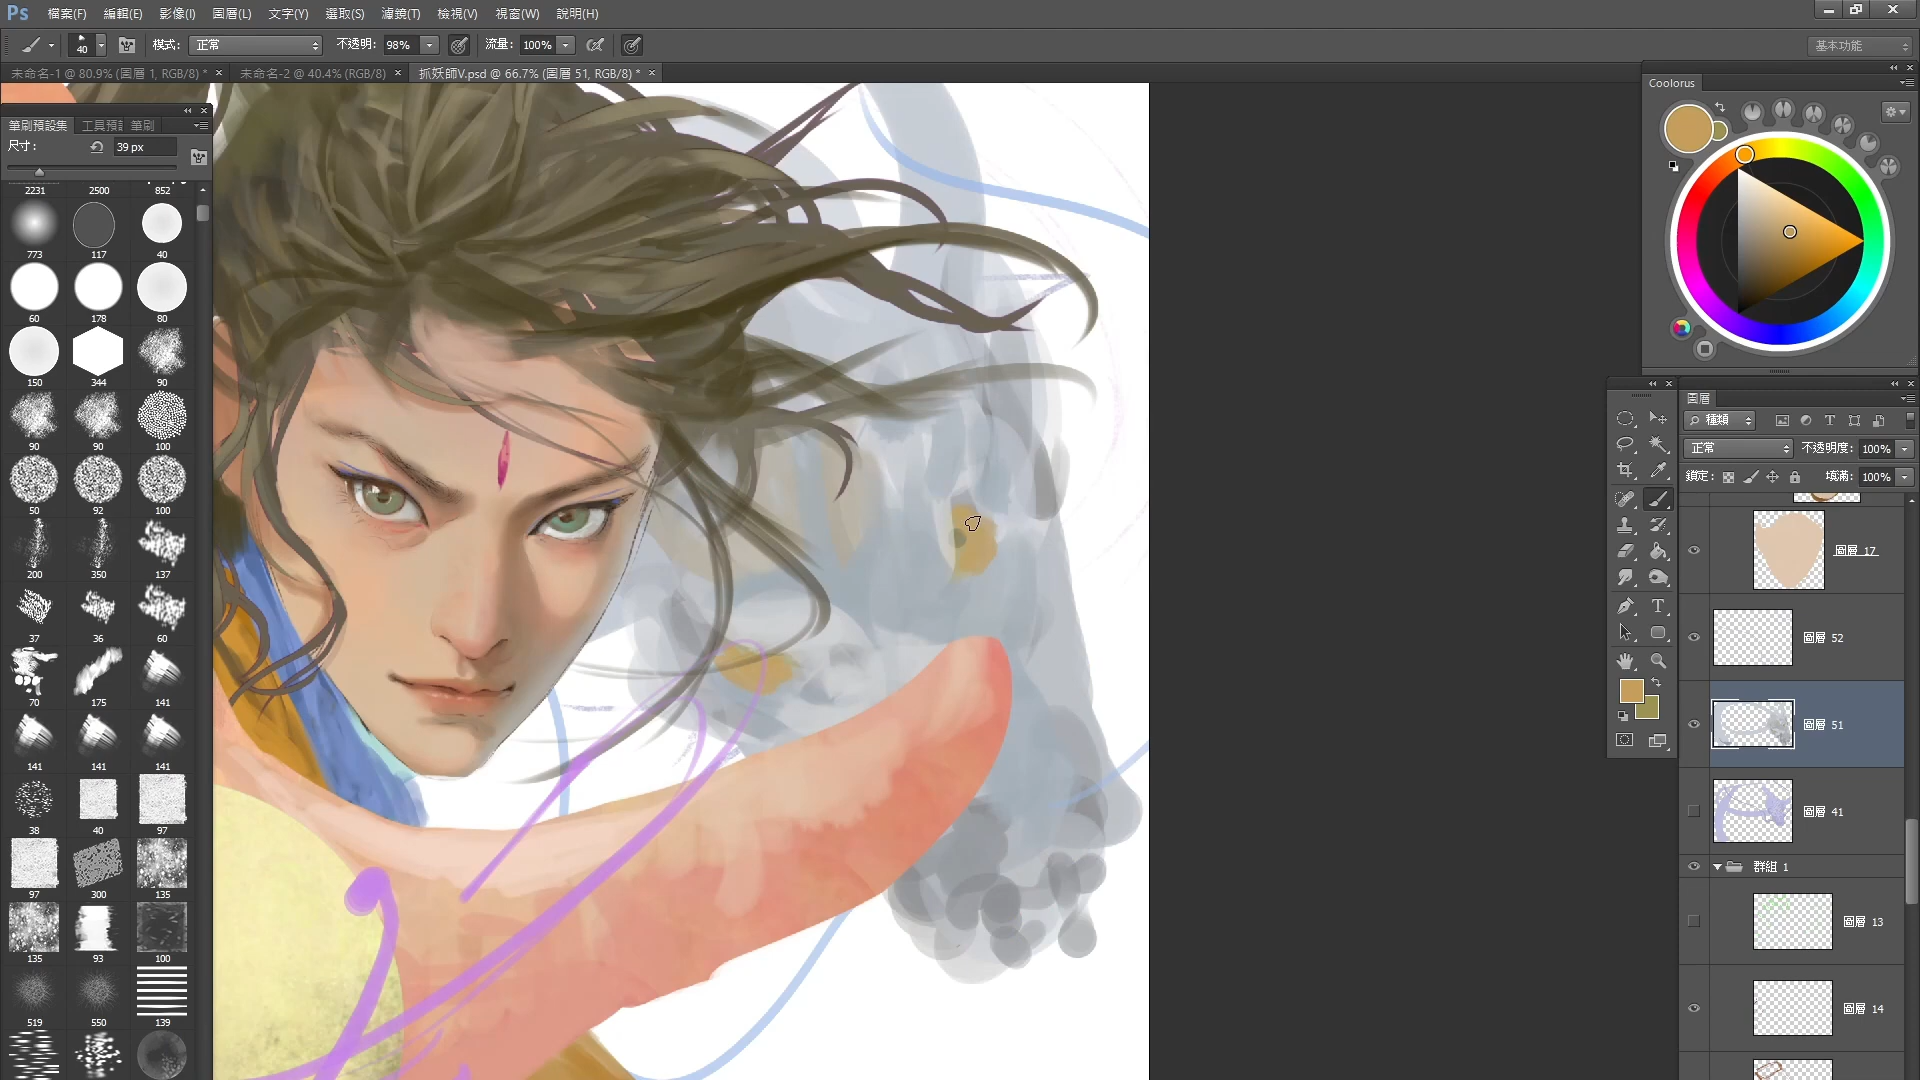 Ps 檔案(F) 編輯(E) 影像(I) 圖層(L) 文字(Y) 選取(S) 濾鏡(T) 檢視(V) 視窗(W) 說明(H)
40 模式: 正常 不透明: 98% 流量: 100% 基本功能
未命名-1 @ 80.9% (圖層 1, RGB/8) * × 未命名-2 @ 40.4% (RGB/8) × 抓妖師V.psd @ 66.7% (圖層 51, RGB/8) * ×
筆刷預設集 工具預 筆刷
尺寸: 39 px
2231 2500 852
773 117 40
60 178 80
150 344 90
90 90 100
50 92 100
200 350 137
37 36 60
70 175 141
141 141 141
38 40 97
97 300 135
135 93 100
519 550 139
Coolorus
圖層
種類 T
正常 不透明度: 100%
鎖定: 填滿: 100%
圖層 17
圖層 52
圖層 51
圖層 41
群組 1
圖層 13
圖層 14
T